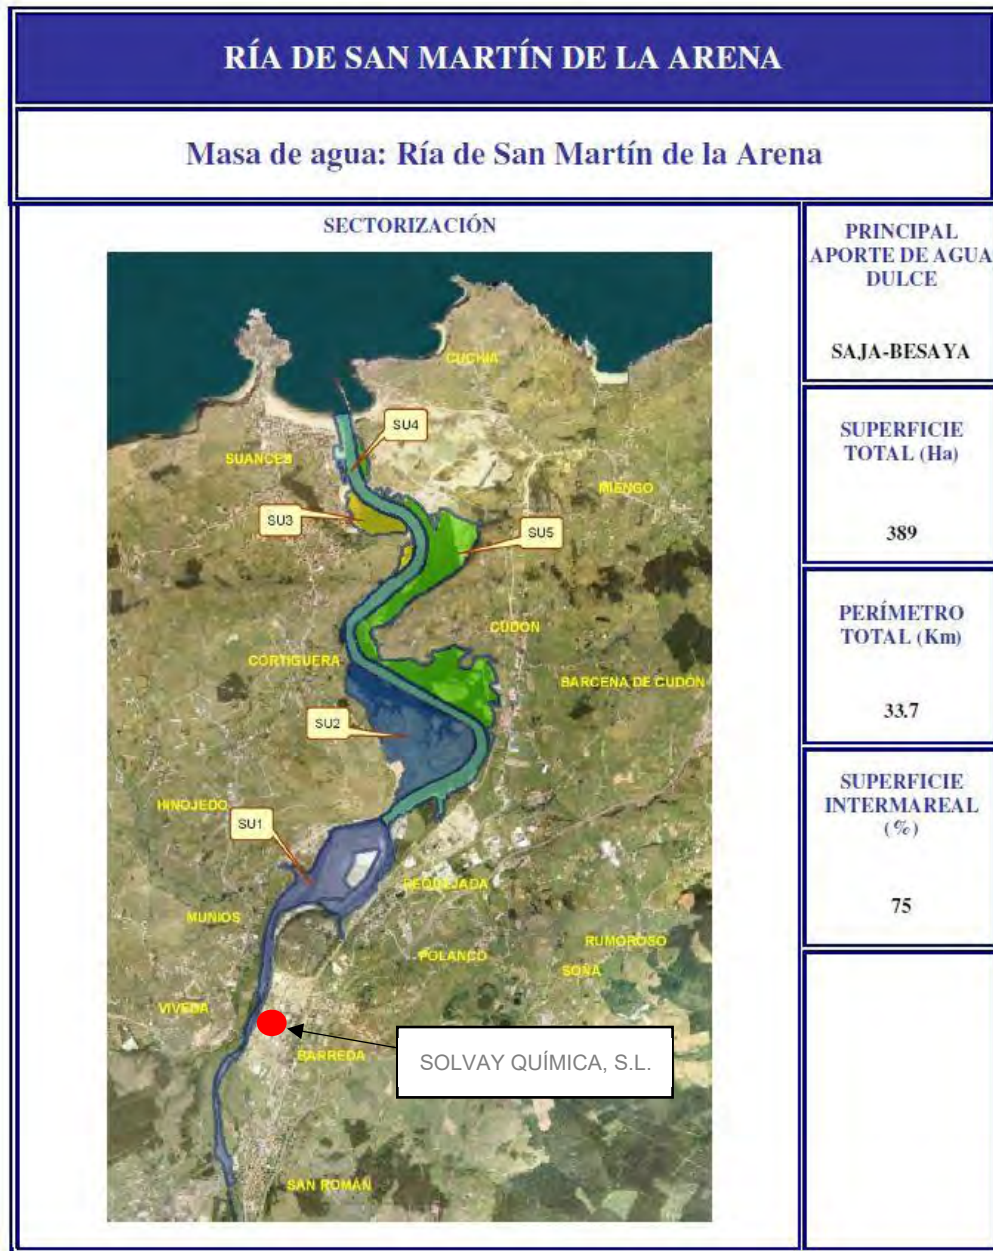 RÍA DE SAN MARTÍN DE LA ARENA
Masa de agua: Ría de San Martín de la Arena
SECTORIZACIÓN
CUCHIA
SU4
SUANCES
MIENGO
SU3
SU5
CUDÓN
CORTIGUERA
BARCENA DE CUDÓN
SU2
HINOJEDO
SU1
REQUEJADA
MUNIOS
RUMOROSO
POLANCO
SOÑA
VIVEDA
BARREDA
SOLVAY QUÍMICA, S.L.
SAN ROMÁN
PRINCIPAL
APORTE DE AGUA
DULCE
SAJA-BESAYA
SUPERFICIE
TOTAL (Ha)
389
PERÍMETRO
TOTAL (Km)
33.7
SUPERFICIE
INTERMAREAL
(%)
75